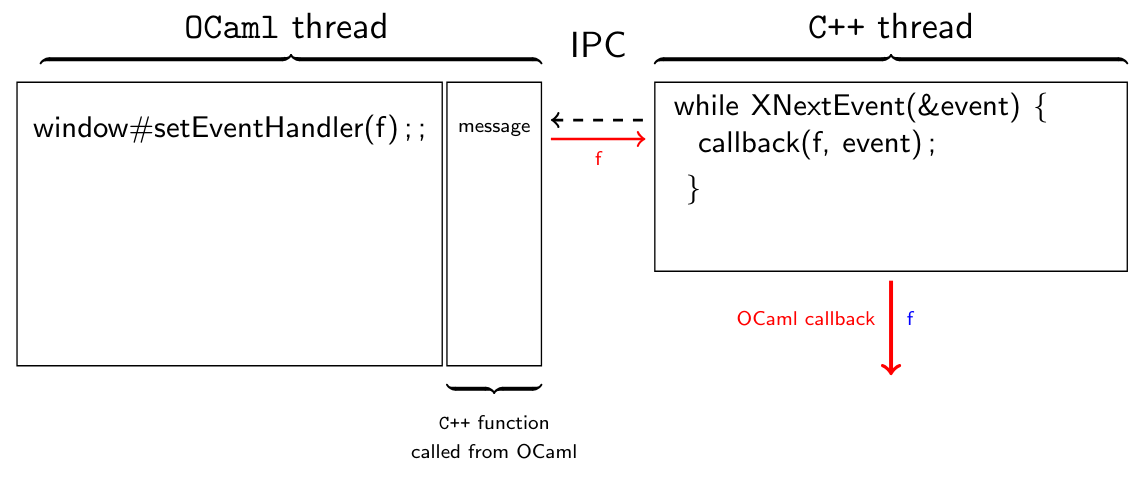 OCaml thread
IPC
C++ thread
window#setEventHandler(f) ; ;
message
f
while XNextEvent(&event) {
callback(f, event) ;
}
OCaml callback
f
C++ function
called from OCaml